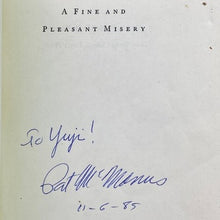 A Fine and
Pleasant Misery
To Yuji!
Pat McManus
11-6-85